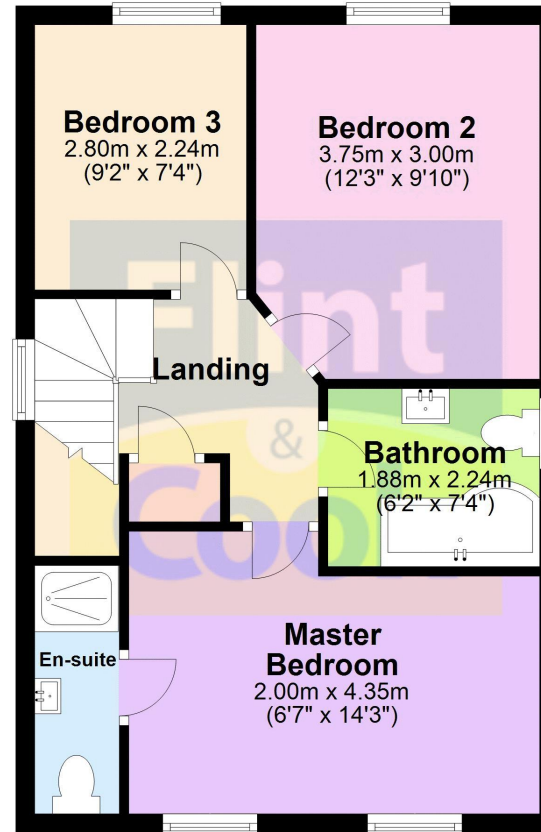 Bedroom 3
2.80m x 2.24m
(9'2" x 7'4")
Bedroom 2
3.75m x 3.00m
(12'3" x 9'10")
Flint
&
Cook
Landing
Bathroom
1.88m x 2.24m
(6'2" x 7'4")
En-suite
Master
Bedroom
2.00m x 4.35m
(6'7" x 14'3")